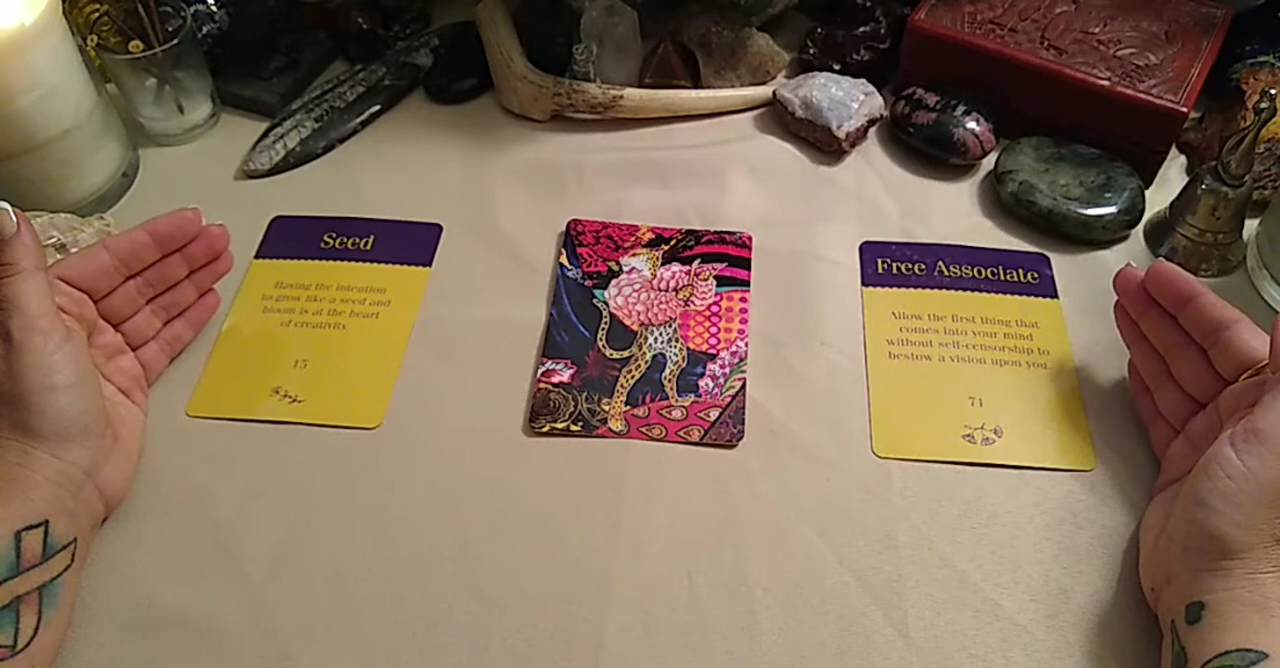 Seed
Having the intention
to grow like a seed and
bloom is at the heart
of creativity.
15
Free Associate
Allow the first thing that
comes into your mind
without self-censorship to
bestow a vision upon you.
71